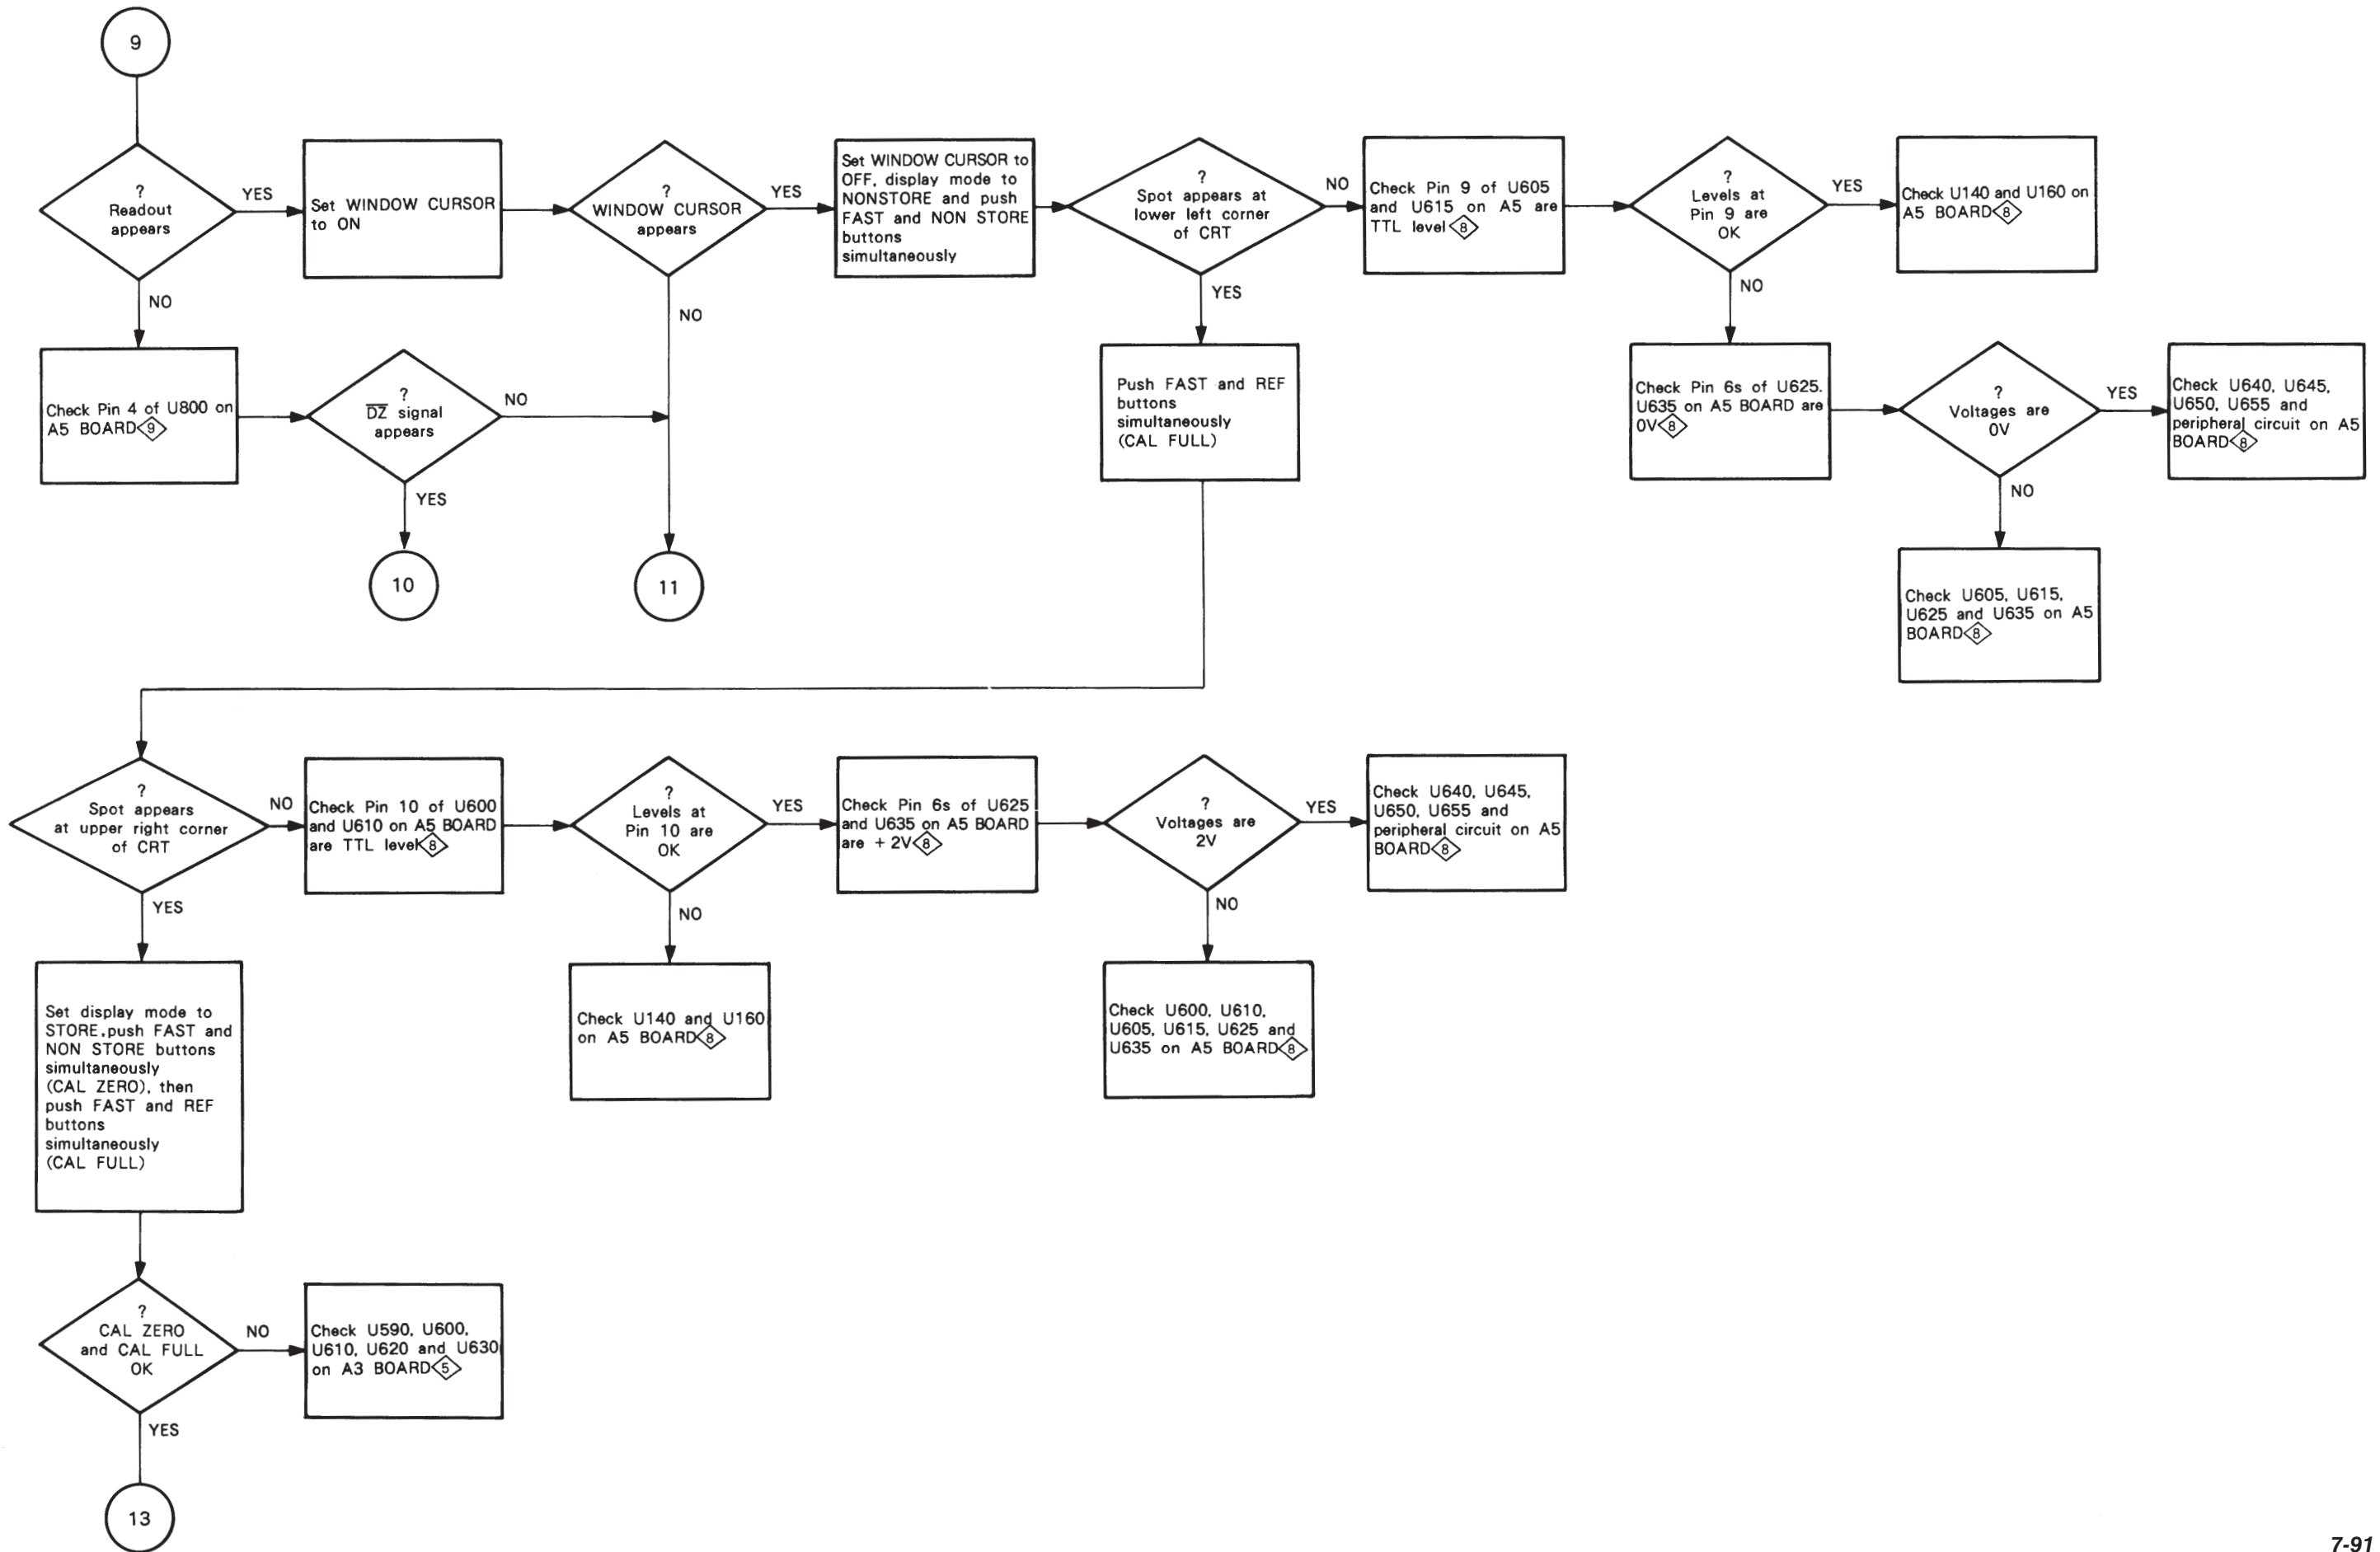 9
?
Readout
appears
YES
NO
Set WINDOW CURSOR
to ON
?
WINDOW CURSOR
appears
YES
NO
Set WINDOW CURSOR to
OFF, display mode to
NONSTORE and push
FAST and NON STORE
buttons
simultaneously
?
Spot appears at
lower left corner
of CRT
NO
YES
Check Pin 9 of U605
and U615 on A5 are
TTL level 8
?
Levels at
Pin 9 are
OK
YES
NO
Check U140 and U160 on
A5 BOARD 8
Check Pin 4 of U800 on
A5 BOARD 9
?
D̅Z̅ signal
appears
NO
YES
10
11
Push FAST and REF
buttons
simultaneously
(CAL FULL)
Check Pin 6s of U625.
U635 on A5 BOARD are
0V 8
?
Voltages are
0V
YES
NO
Check U640, U645,
U650, U655 and
peripheral circuit on A5
BOARD 8
Check U605, U615,
U625 and U635 on A5
BOARD 8
?
Spot appears
at upper right corner
of CRT
NO
YES
Check Pin 10 of U600
and U610 on A5 BOARD
are TTL level 8
?
Levels at
Pin 10 are
OK
YES
NO
Check Pin 6s of U625
and U635 on A5 BOARD
are + 2V 8
?
Voltages are
2V
YES
NO
Check U640, U645,
U650, U655 and
peripheral circuit on A5
BOARD 8
Set display mode to
STORE.push FAST and
NON STORE buttons
simultaneously
(CAL ZERO), then
push FAST and REF
buttons
simultaneously
(CAL FULL)
Check U140 and U160
on A5 BOARD 8
Check U600, U610,
U605, U615, U625 and
U635 on A5 BOARD 8
?
CAL ZERO
and CAL FULL
OK
NO
YES
Check U590, U600,
U610, U620 and U630
on A3 BOARD 5
13
7-91